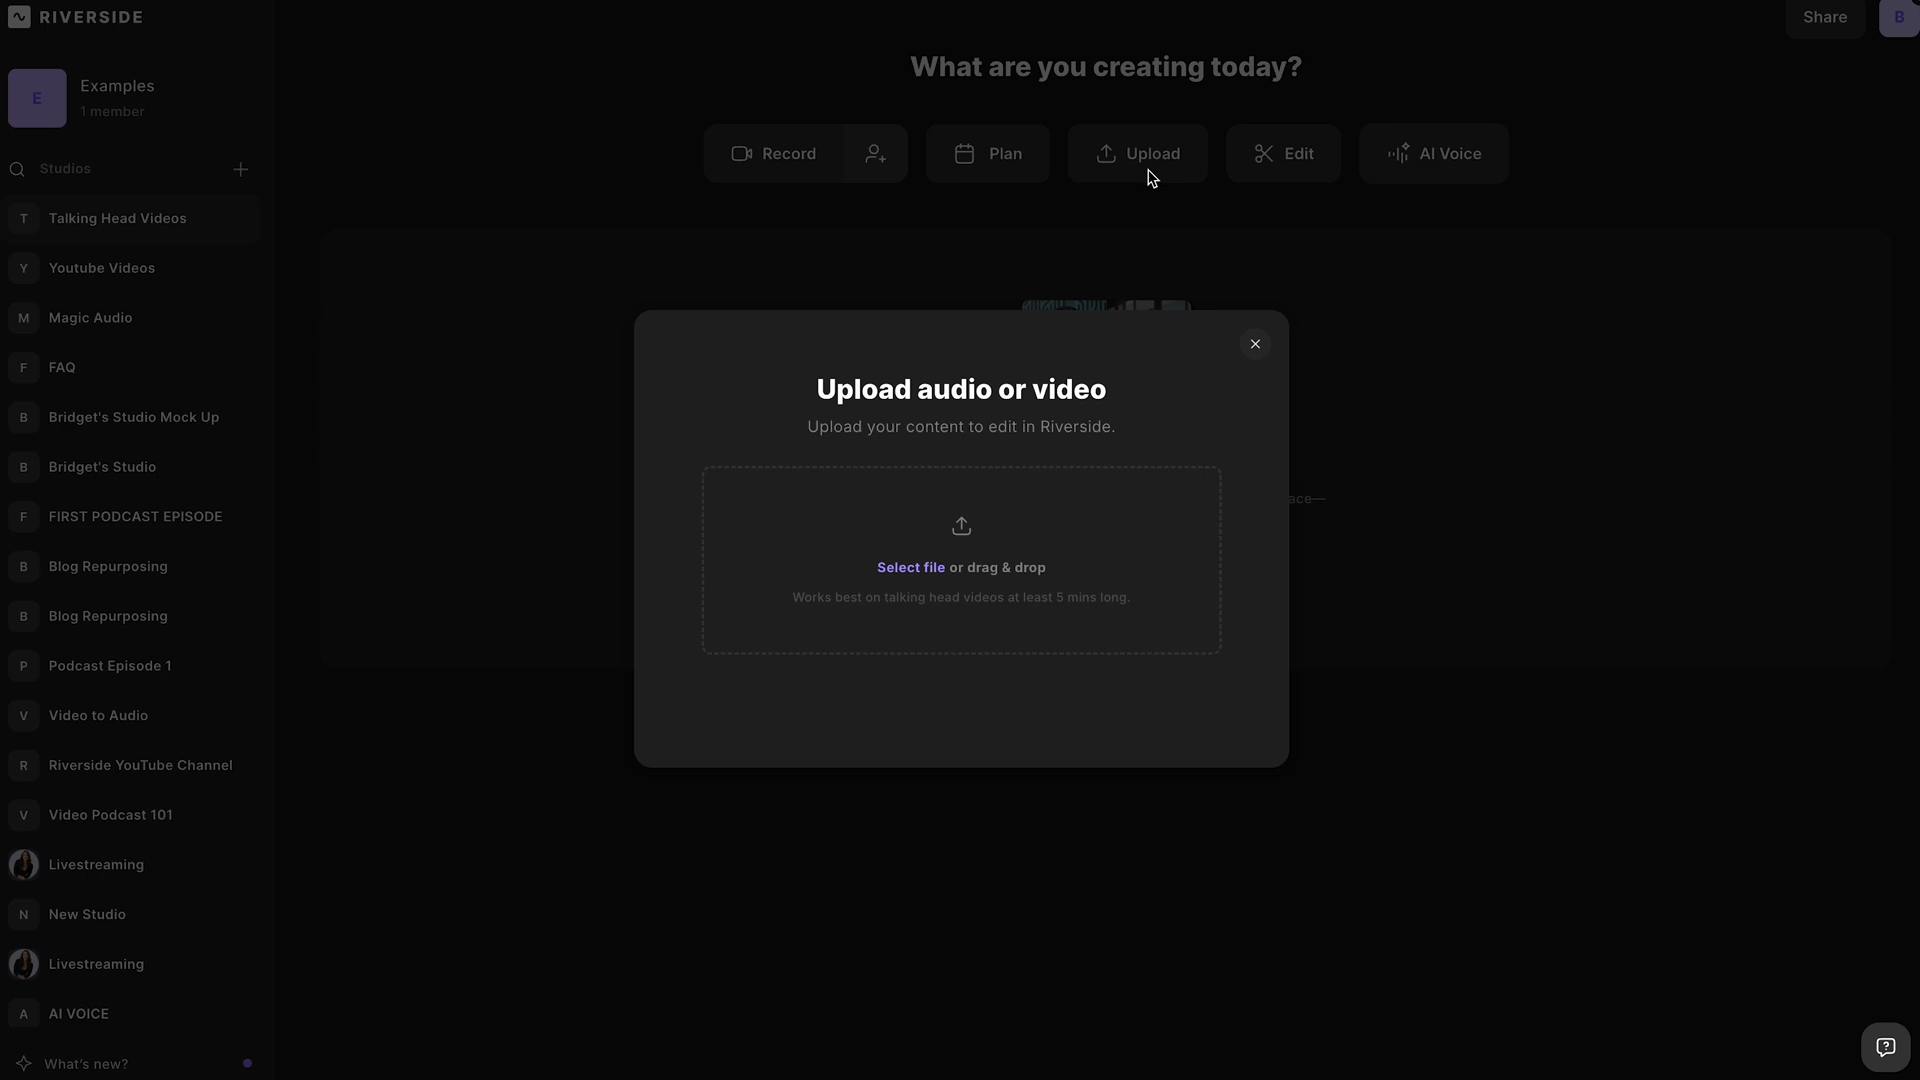 RIVERSIDE
Share
B
What are you creating today?
E
Examples
1 member
Record
Plan
Upload
Edit
AI Voice
Studios
T Talking Head Videos
Y Youtube Videos
M Magic Audio
F FAQ
B Bridget's Studio Mock Up
B Bridget's Studio
F FIRST PODCAST EPISODE
B Blog Repurposing
B Blog Repurposing
P Podcast Episode 1
V Video to Audio
R Riverside YouTube Channel
V Video Podcast 101
Livestreaming
N New Studio
Livestreaming
A AI VOICE
What's new?
Upload audio or video
Upload your content to edit in Riverside.
ace—
Select file or drag & drop
Works best on talking head videos at least 5 mins long.